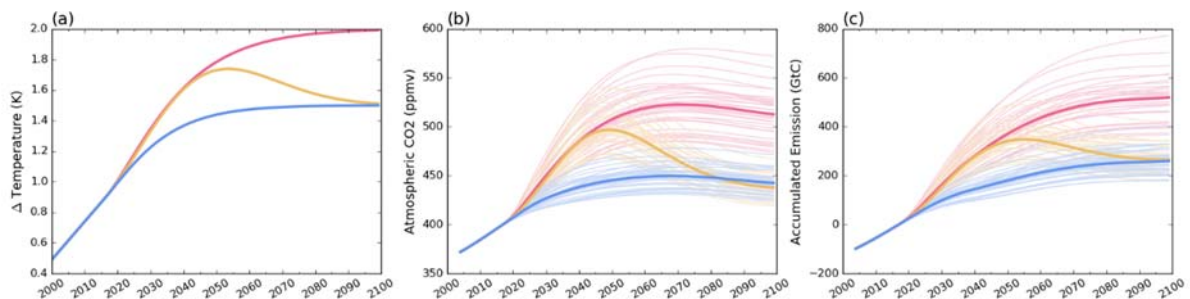 (a)
Δ Temperature (K)
2.0
1.8
1.6
1.4
1.2
1.0
0.8
0.6
0.4
2000 2010 2020 2030 2040 2050 2060 2070 2080 2090 2100
(b)
Atmospheric CO2 (ppmv)
600
550
500
450
400
350
2000 2010 2020 2030 2040 2050 2060 2070 2080 2090 2100
(c)
Accumulated Emission (GtC)
800
600
400
200
0
−200
2000 2010 2020 2030 2040 2050 2060 2070 2080 2090 2100